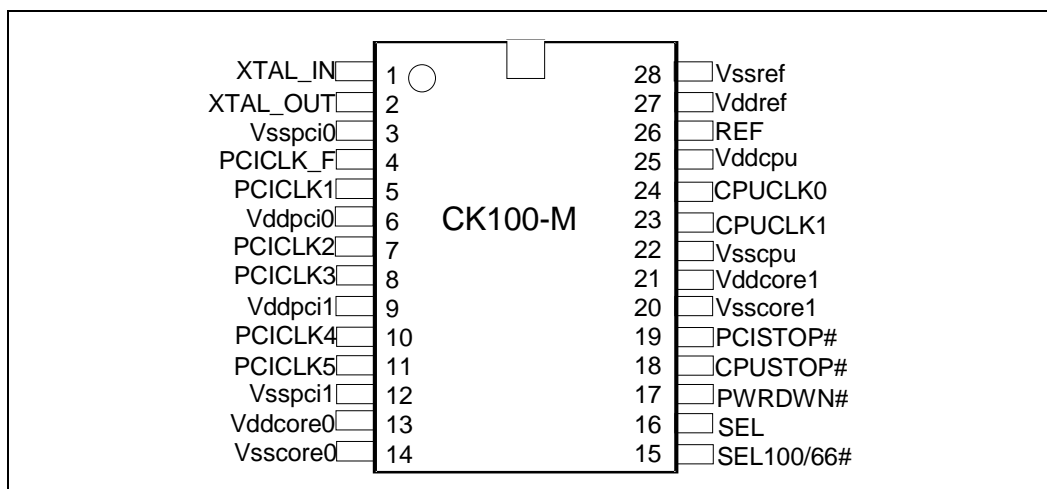 XTAL_IN 1 28 Vssref
XTAL_OUT 2 27 Vddref
Vsspci0 3 26 REF
PCICLK_F 4 25 Vddcpu
PCICLK1 5 24 CPUCLK0
Vddpci0 6 CK100-M 23 CPUCLK1
PCICLK2 7 22 Vsscpu
PCICLK3 8 21 Vddcore1
Vddpci1 9 20 Vsscore1
PCICLK4 10 19 PCISTOP#
PCICLK5 11 18 CPUSTOP#
Vsspci1 12 17 PWRDWN#
Vddcore0 13 16 SEL
Vsscore0 14 15 SEL100/66#